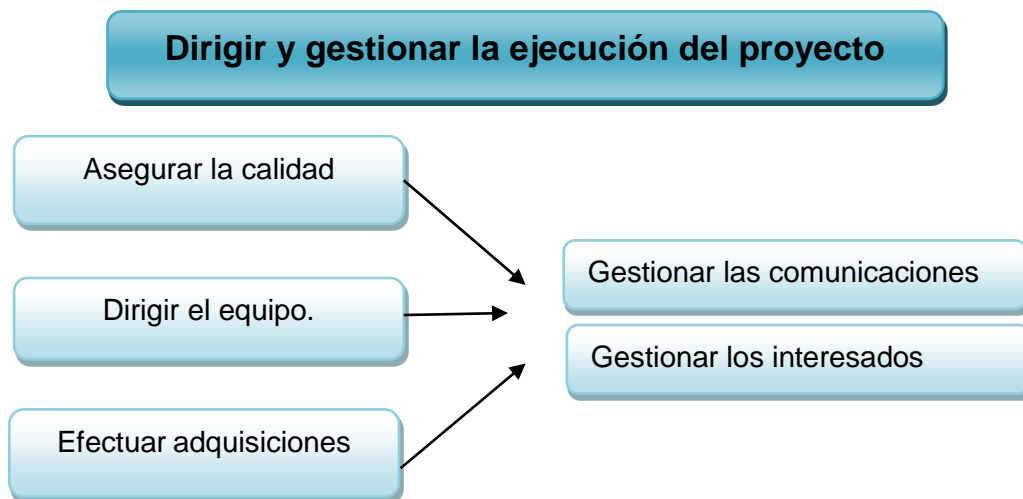 Dirigir y gestionar la ejecución del proyecto
Asegurar la calidad
Dirigir el equipo.
Efectuar adquisiciones
Gestionar las comunicaciones
Gestionar los interesados